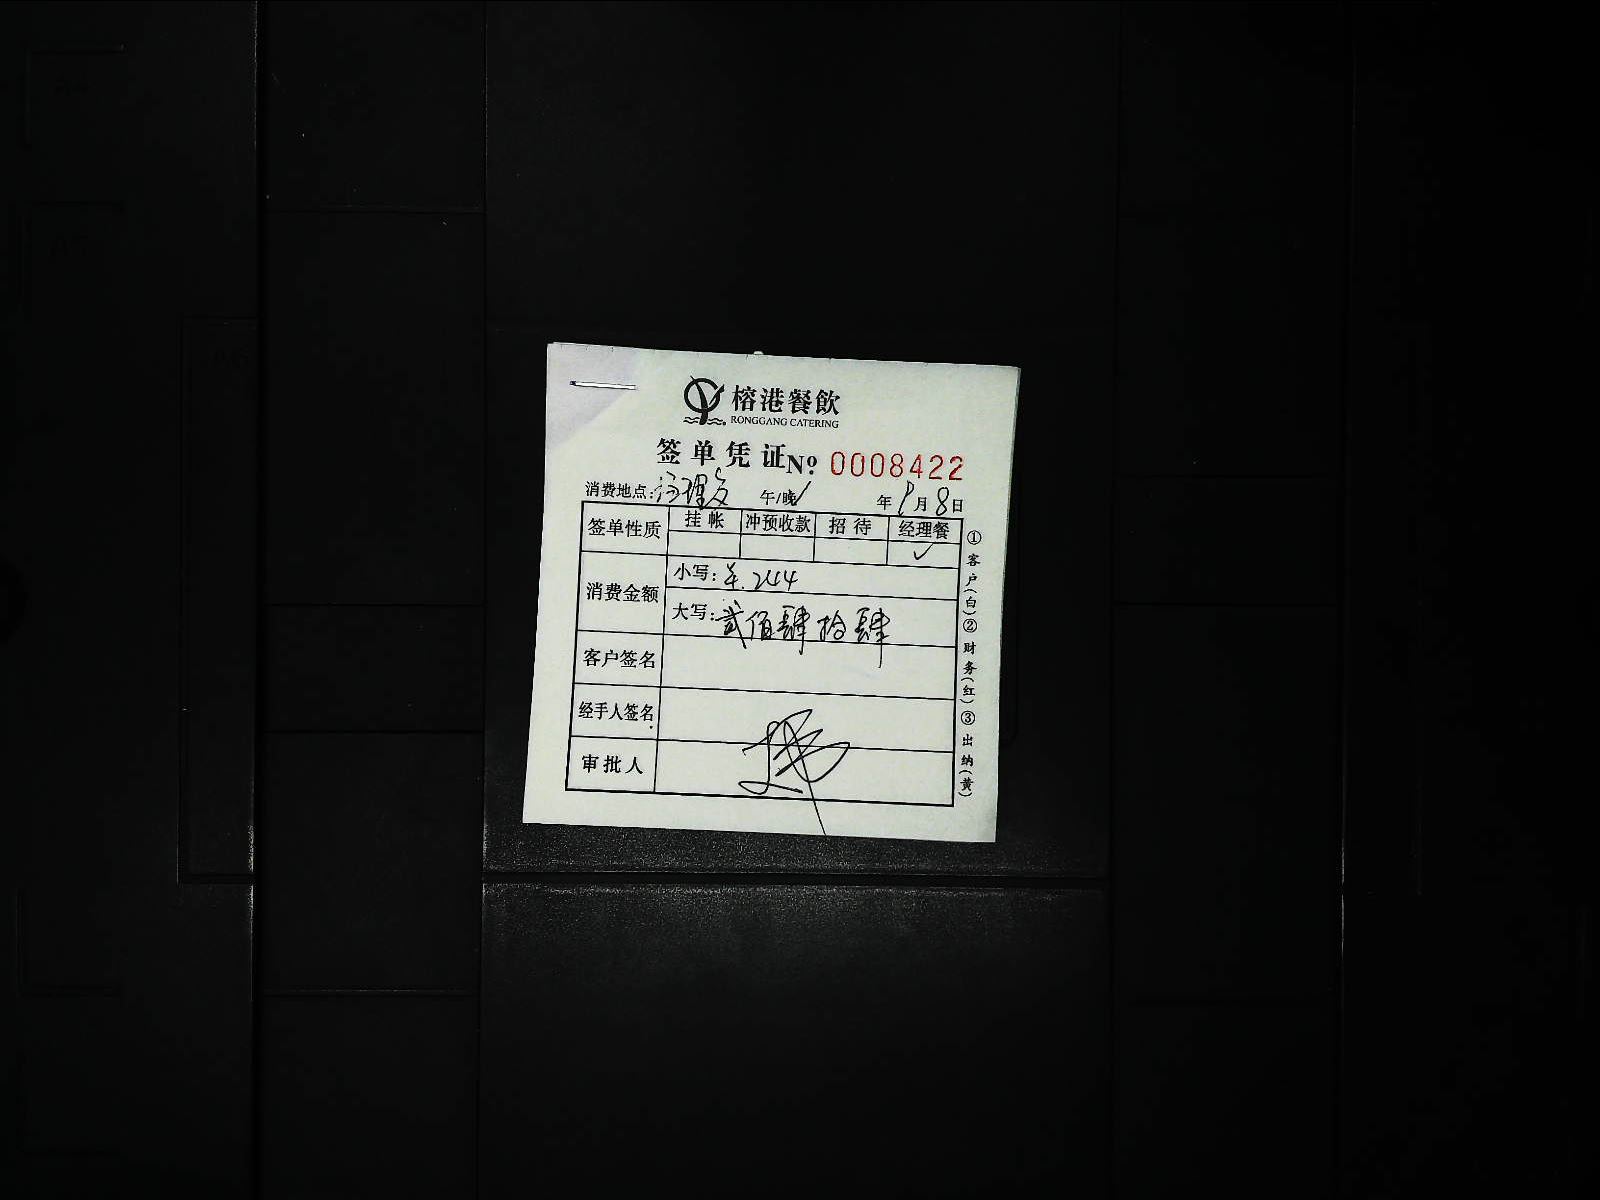 榕港餐飲
RONGGANG CATERING
签单凭证 № 0008422
消费地点: 午/晚✓ 年 月 8 日
签单性质 挂帐 冲预收款 招待 经理餐
✓
消费金额 小写: 244
大写: 贰佰肆拾肆
客户签名
经手人签名
审批人
①客户(白)②财务(红)③出纳(黄)